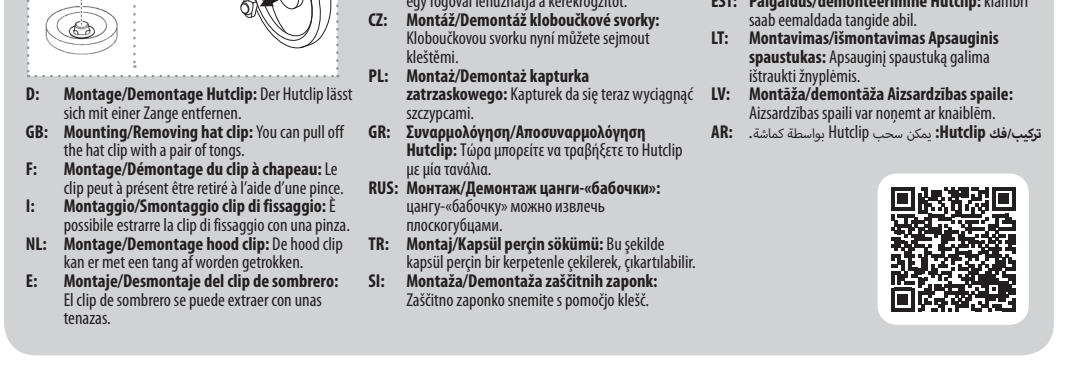 D: Montage/Demontage Hutclip: Der Hutclip lässt
sich mit einer Zange entfernen.
GB: Mounting/Removing hat clip: You can pull off
the hat clip with a pair of tongs.
F: Montage/Démontage du clip à chapeau: Le
clip peut à présent être retiré à l'aide d'une pince.
I: Montaggio/Smontaggio clip di fissaggio: È
possibile estrarre la clip di fissaggio con una pinza.
NL: Montage/Demontage hood clip: De hood clip
kan er met een tang af worden getrokken.
E: Montaje/Desmontaje del clip de sombrero:
El clip de sombrero se puede extraer con unas
tenazas.
egy fogóval lehúzhatja a kerékrögzítőt.
CZ: Montáž/Demontáž kloboučkové svorky:
Kloboučkovou svorku nyní můžete sejmout
kleštěmi.
PL: Montaż/Demontaż kapturka
zatrzaskowego: Kapturek da się teraz wyciągnąć
szczypcami.
GR: Συναρμολόγηση/Αποσυναρμολόγηση
Hutclip: Τώρα μπορείτε να τραβήξετε το Hutclip
με μία τανάλια.
RUS: Монтаж/Демонтаж цанги-«бабочки»:
цангу-«бабочку» можно извлечь
плоскогубцами.
TR: Montaj/Kapsül perçin sökümü: Bu şekilde
kapsül perçin bir kerpetenle çekilerek, çıkartılabilir.
SI: Montaža/Demontaža zaščitnih zaponk:
Zaščitno zaponko snemite s pomočjo klešč.
EST: Paigaldus/demonteerimine Hutclip: klambri
saab eemaldada tangide abil.
LT: Montavimas/išmontavimas Apsauginis
spaustukas: Apsauginį spaustuką galima
ištraukti žnyplėmis.
LV: Montāža/demontāža Aizsardzības spaile:
Aizsardzības spaili var noņemt ar knaiblēm.
AR: تركيب/فك Hutclip: يمكن سحب Hutclip بواسطة كماشة.